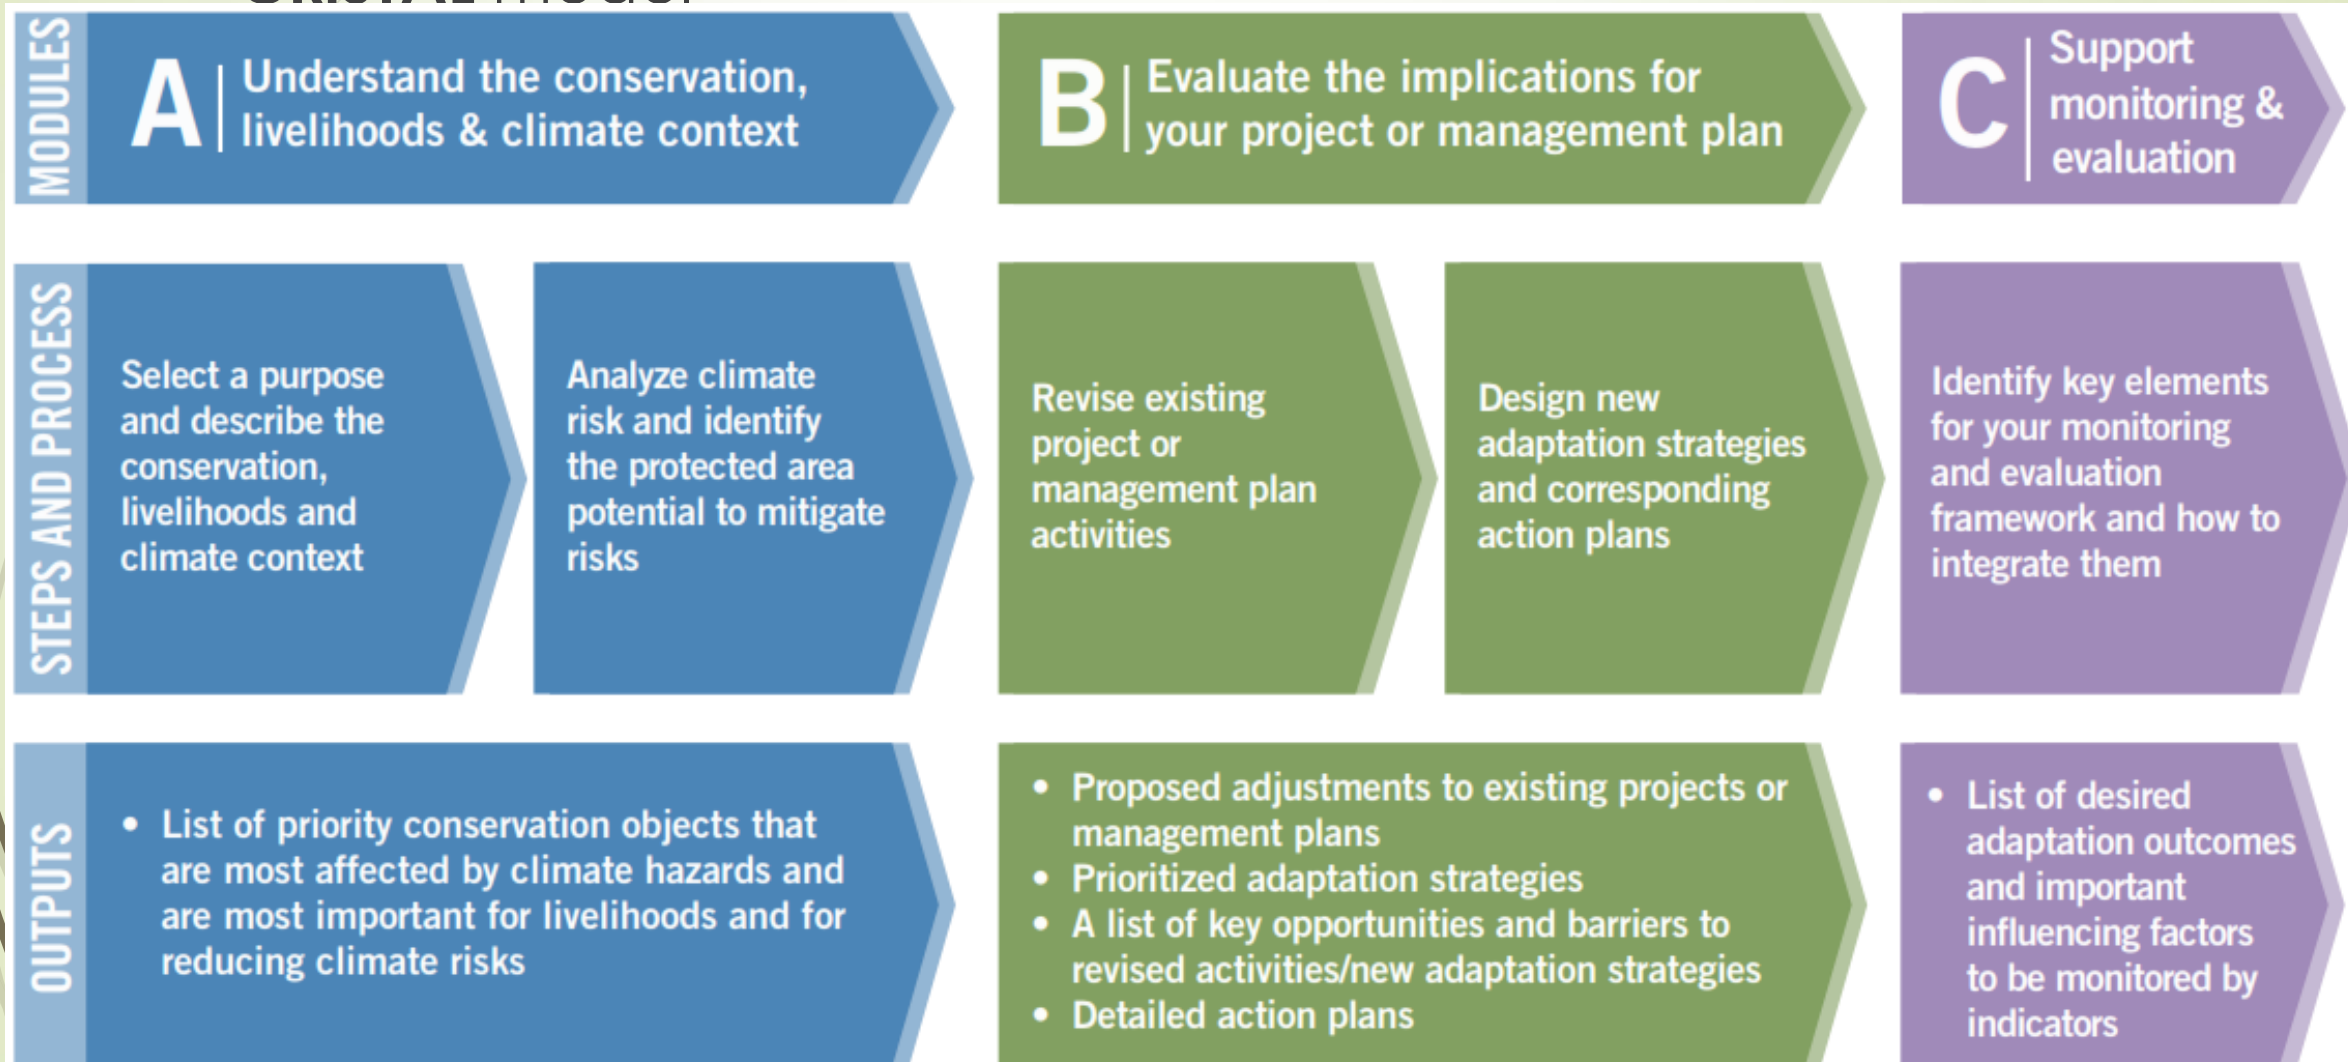 MODULES
A
Understand the conservation,
livelihoods & climate context
B
Evaluate the implications for
your project or management plan
C
Support
monitoring &
evaluation
STEPS AND PROCESS
Select a purpose
and describe the
conservation,
livelihoods and
climate context
Analyze climate
risk and identify
the protected area
potential to mitigate
risks
Revise existing
project or
management plan
activities
Design new
adaptation strategies
and corresponding
action plans
Identify key elements
for your monitoring
and evaluation
framework and how to
integrate them
OUTPUTS
• List of priority conservation objects that
are most affected by climate hazards and
are most important for livelihoods and for
reducing climate risks
• Proposed adjustments to existing projects or
management plans
• Prioritized adaptation strategies
• A list of key opportunities and barriers to
revised activities/new adaptation strategies
• Detailed action plans
• List of desired
adaptation outcomes
and important
influencing factors
to be monitored by
indicators